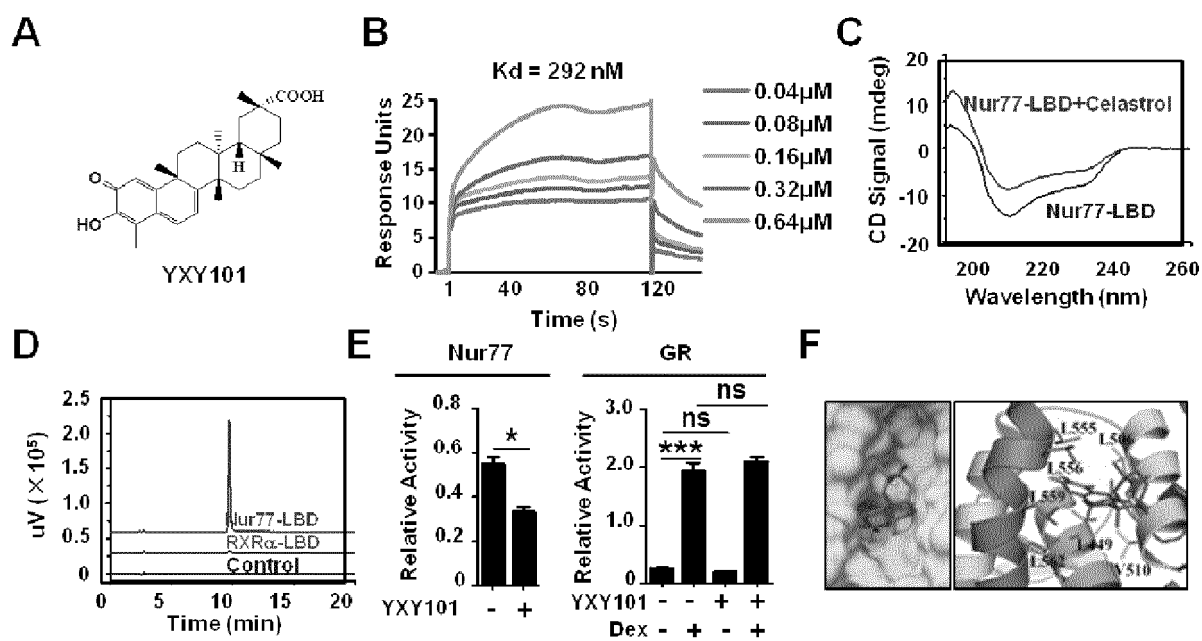 A
COOH
H
O
HO
YXY101
B
Kd = 292 nM
Response Units
25
20
15
10
5
0
1 40 80 120
Time (s)
0.04μM
0.08μM
0.16μM
0.32μM
0.64μM
C
CD Signal (mdeg)
20
10
0
-10
-20
Nur77-LBD+Celastrol
Nur77-LBD
200 220 240 260
Wavelength (nm)
D
uV (×10⁵)
2.5
2.0
1.5
1.0
0.5
0
Nur77-LBD
RXRα-LBD
Control
0 5 10 15 20
Time (min)
E
Nur77
Relative Activity
0.8
0.6
0.4
0.2
0
*
YXY101 - +
GR
Relative Activity
3.0
2.0
1.0
0.0
ns
ns
***
YXY101 - - + +
Dex - + - +
F
L555
L556
L559
L449
V510